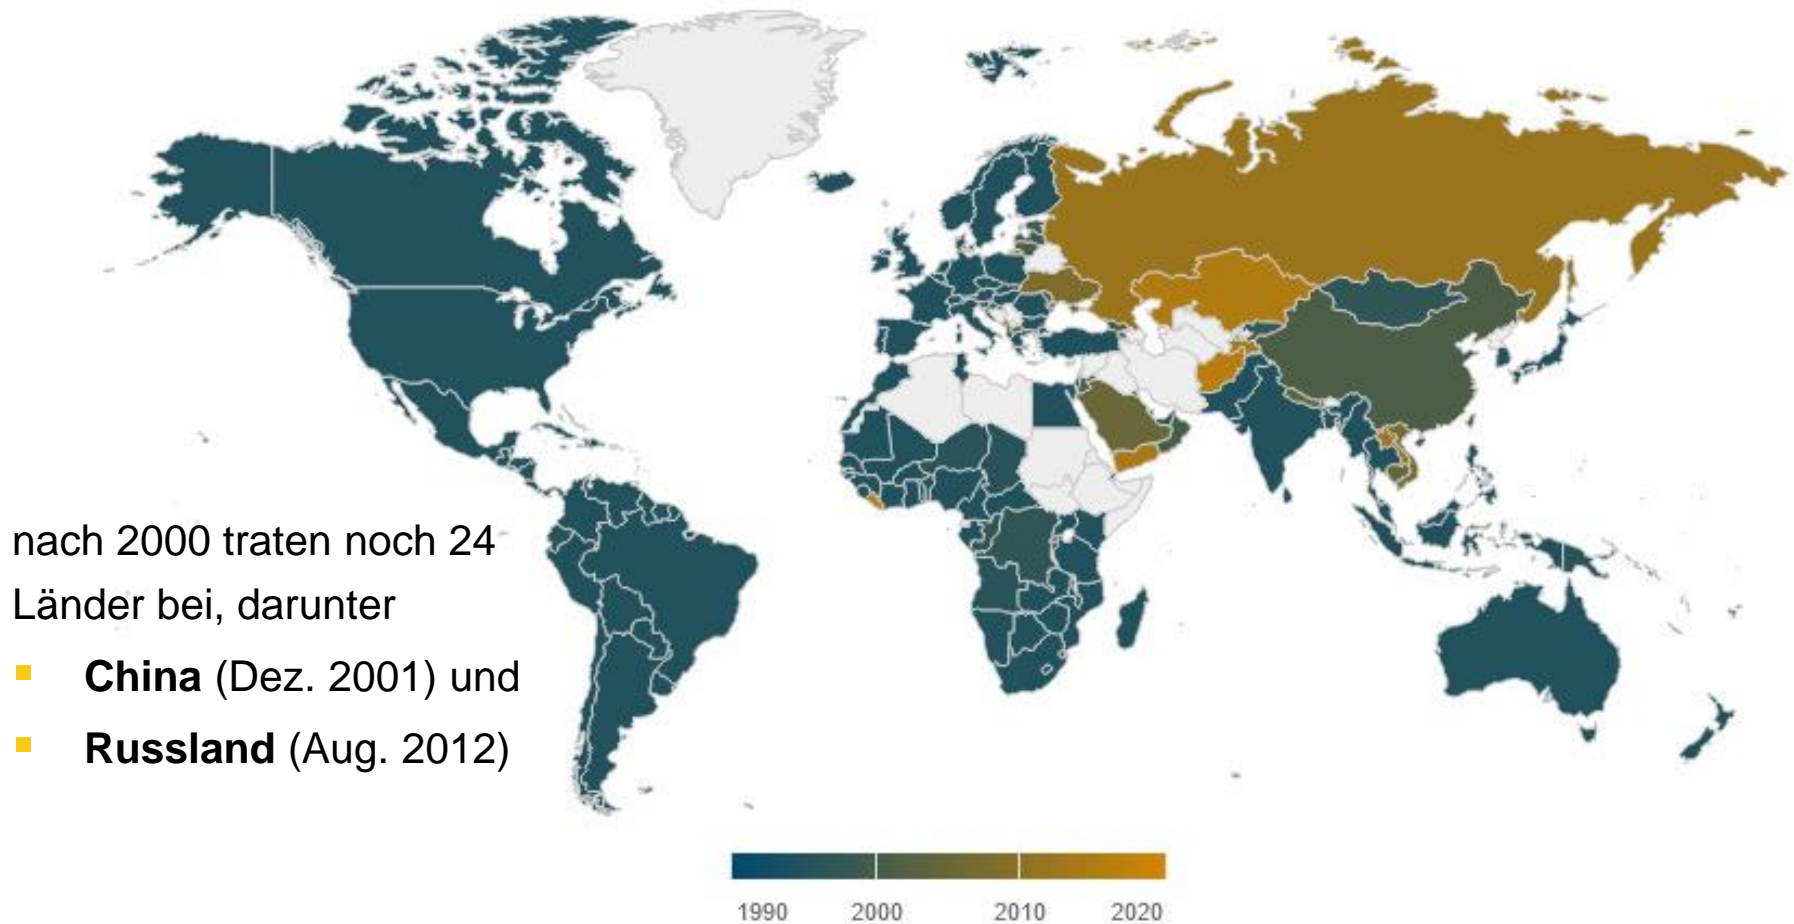 nach 2000 traten noch 24
Länder bei, darunter
▪ China (Dez. 2001) und
▪ Russland (Aug. 2012)
1990 2000 2010 2020